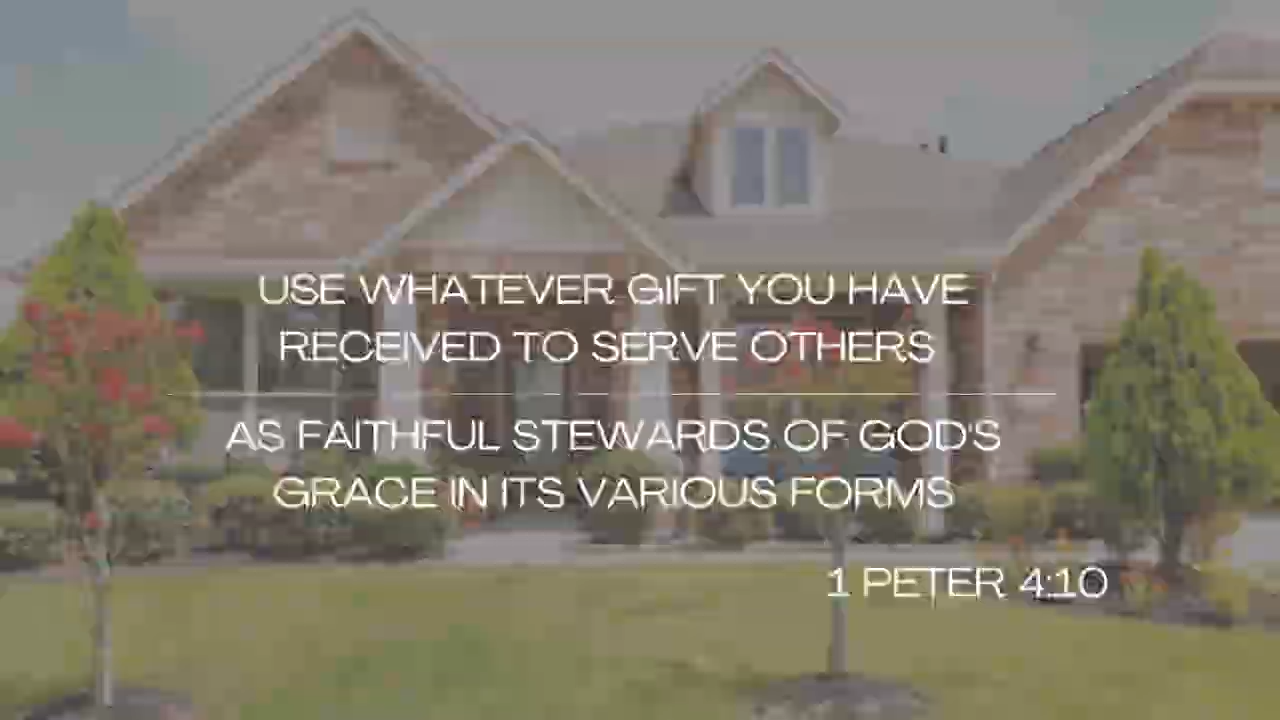 USE WHATEVER GIFT YOU HAVE
RECEIVED TO SERVE OTHERS
AS FAITHFUL STEWARDS OF GOD'S
GRACE IN ITS VARIOUS FORMS
1 PETER 4:10